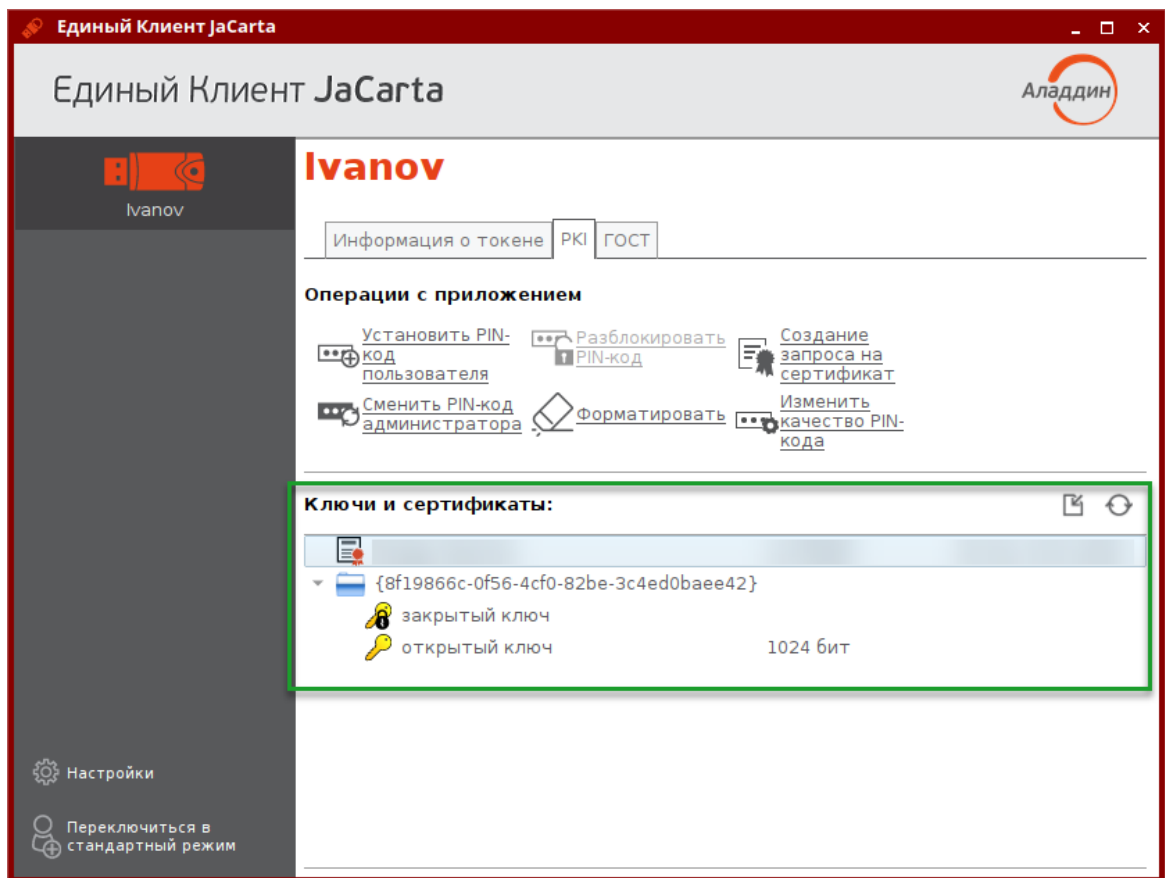 Единый Клиент JaCarta
Единый Клиент JaCarta
Аладдин
Ivanov
Ivanov
Информация о токене
PKI
ГОСТ
Операции с приложением
Установить PIN-
код
пользователя
Разблокировать
PIN-код
Создание
запроса на
сертификат
Сменить PIN-код
администратора
Форматировать
Изменить
качество PIN-
кода
Ключи и сертификаты:
{8f19866c-0f56-4cf0-82be-3c4ed0baee42}
закрытый ключ
открытый ключ 1024 бит
Настройки
Переключиться в
стандартный режим